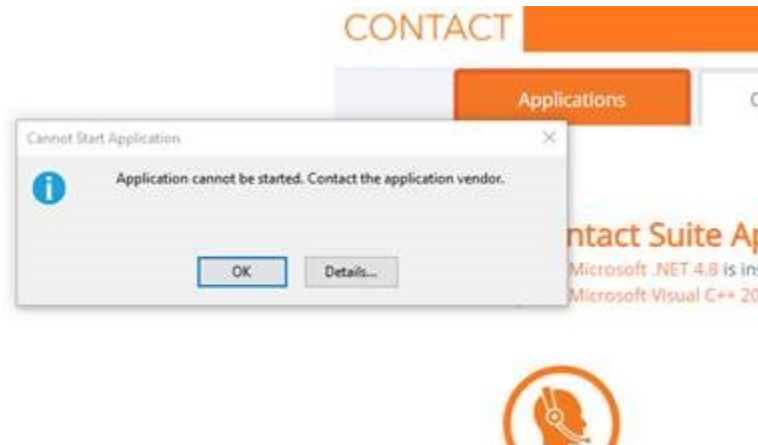 CONTACT
Applications
Cannot Start Application
Application cannot be started. Contact the application vendor.
OK
Details...
ntact Suite Ap
Microsoft .NET 4.8 is ins
Microsoft Visual C++ 20